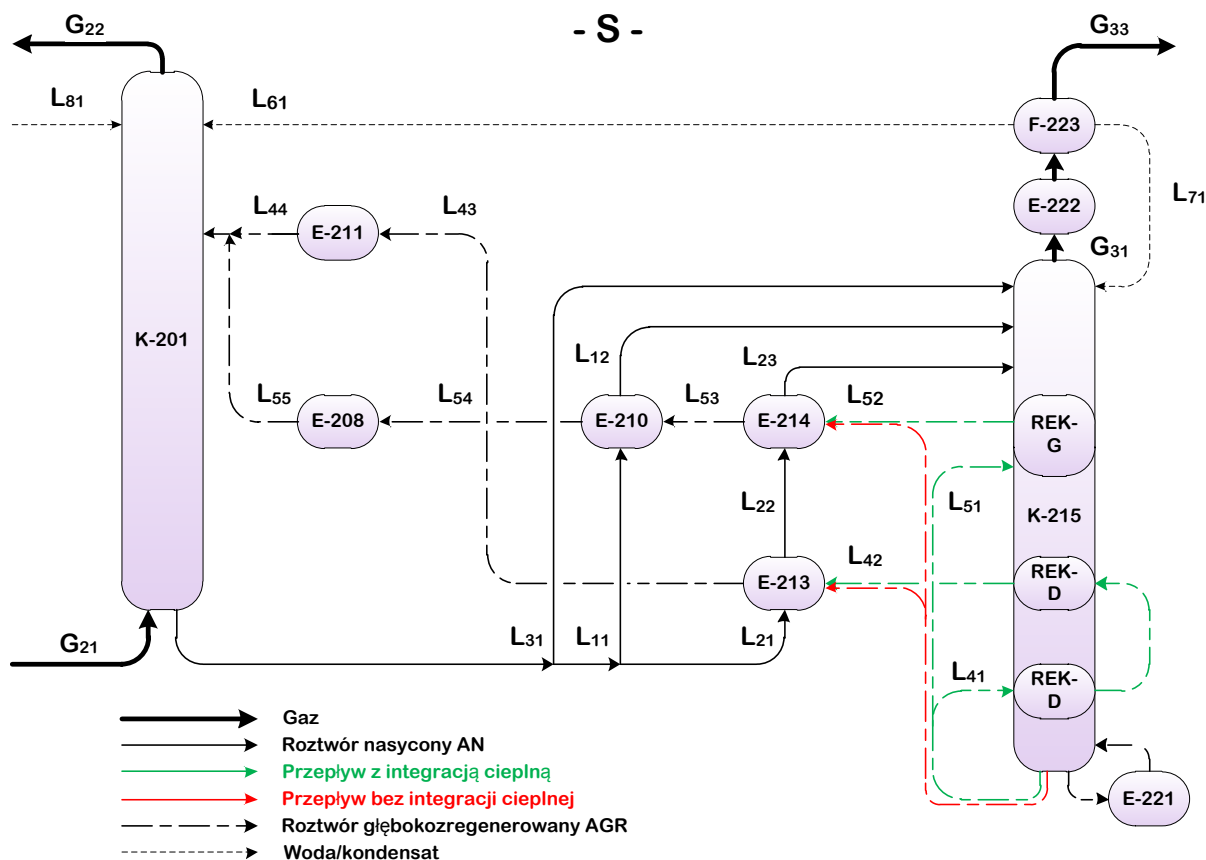 - S -
G22
G33
L81
L61
F-223
L71
E-222
L44
L43
E-211
G31
K-201
L12
L23
L55
L54
L53
L52
E-208
E-210
E-214
REK-
G
L51
K-215
L22
L42
E-213
REK-
D
G21
L31
L11
L21
L41
REK-
D
Gaz
Roztwór nasycony AN
Przepływ z integracją cieplną
Przepływ bez integracji cieplnej
E-221
Roztwór głębokozregenerowany AGR
Woda/kondensat